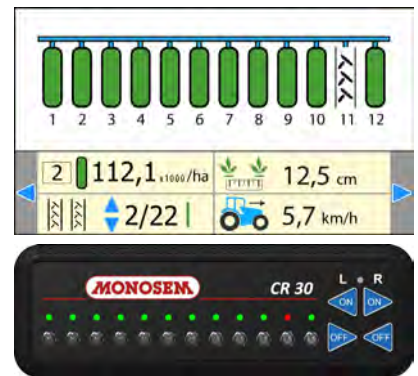 1 2 3 4 5 6 7 8 9 10 11 12
2 112,1 x1000/ha 12,5 cm
2/22 5,7 km/h
MONOSEM CR 30 L R
ON ON
OFF OFF